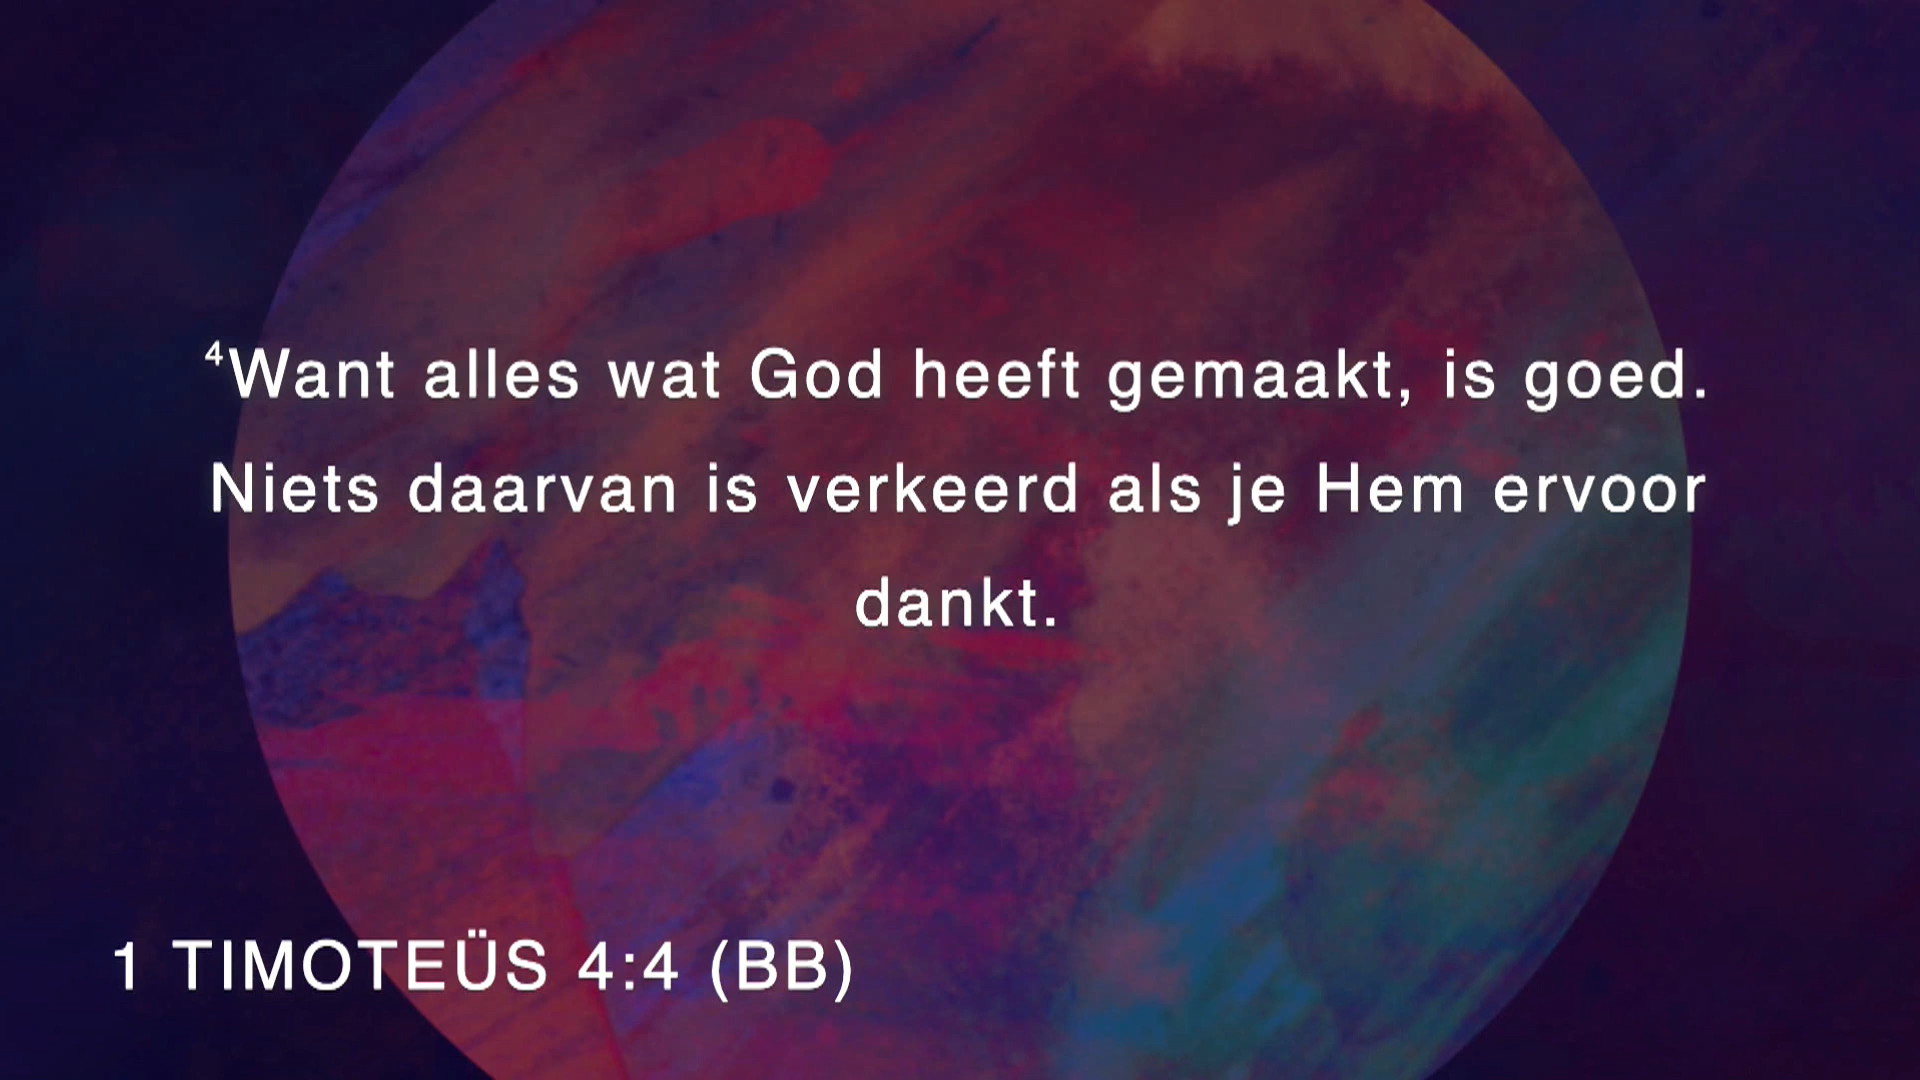 ⁴Want alles wat God heeft gemaakt, is goed.
Niets daarvan is verkeerd als je Hem ervoor
dankt.
1 TIMOTEÜS 4:4 (BB)